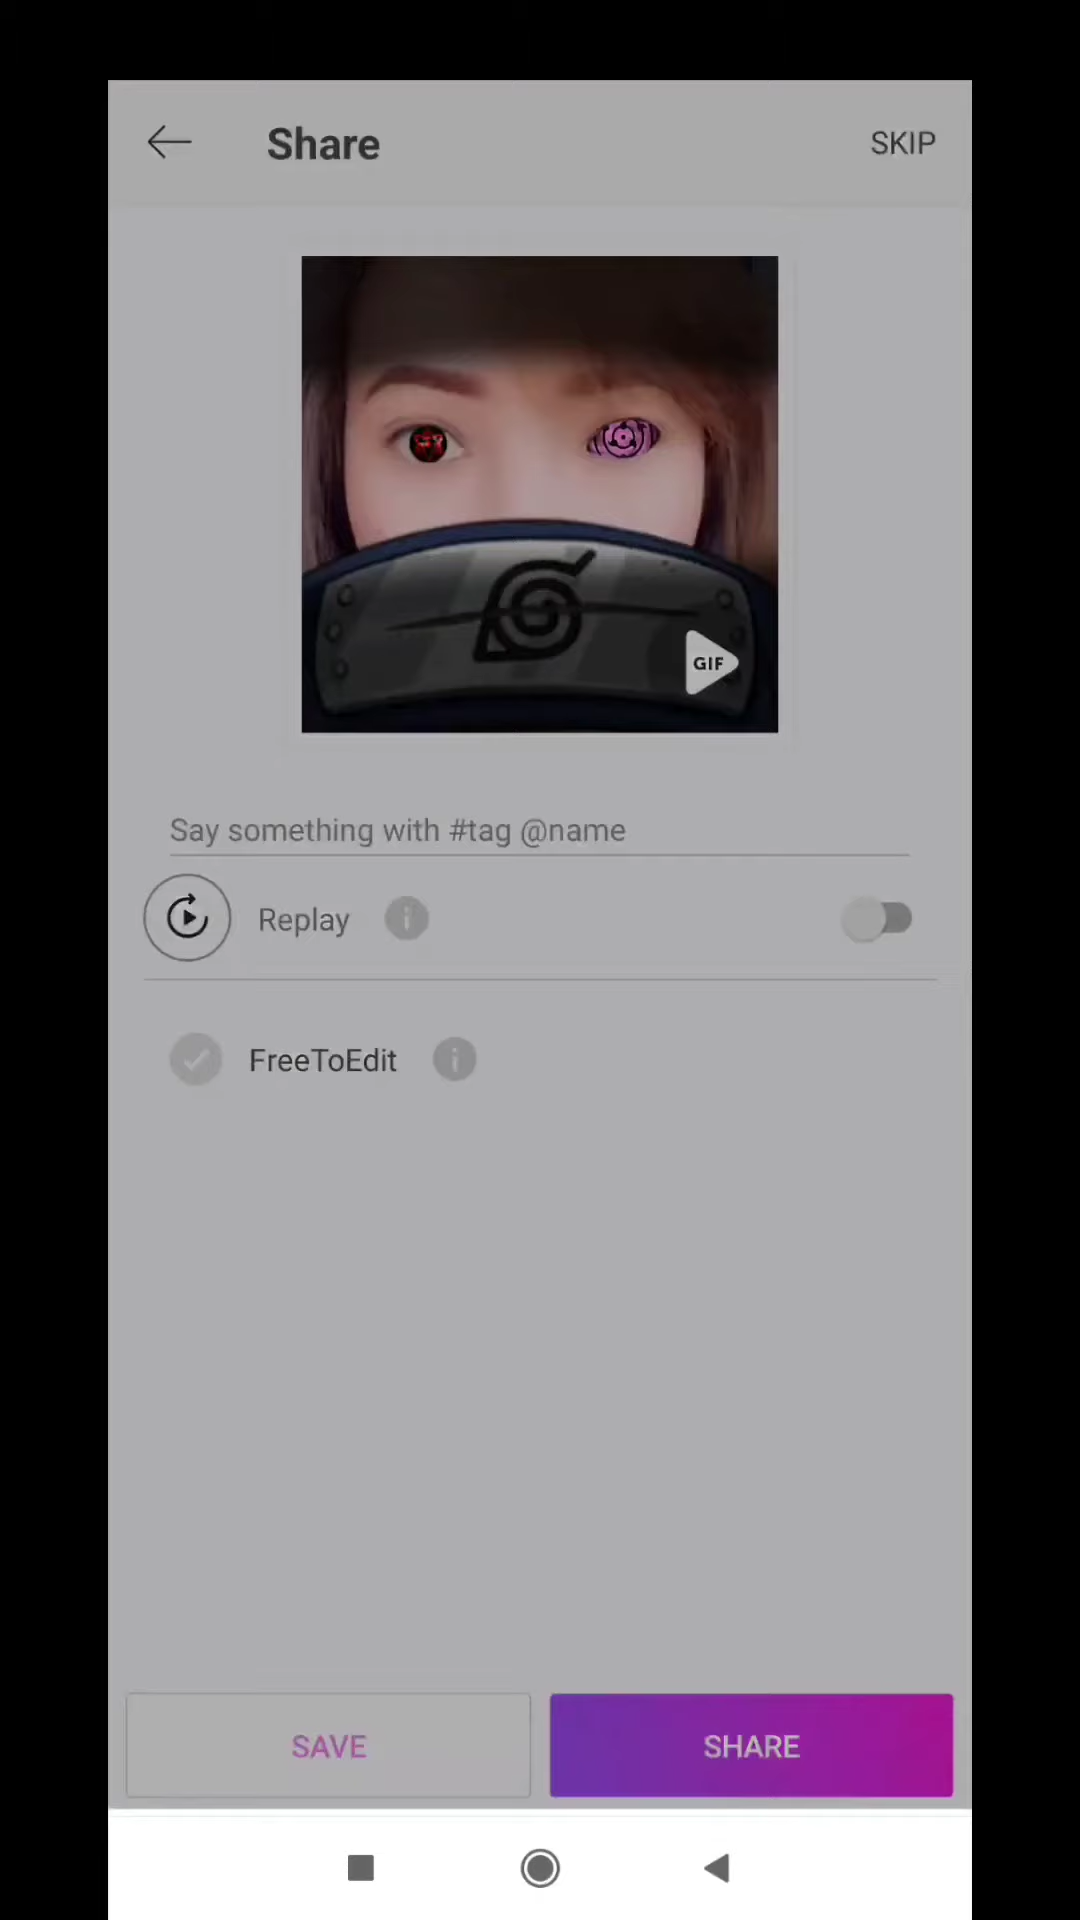 Share
SKIP
GIF
Say something with #tag @name
Replay
FreeToEdit
SAVE
SHARE